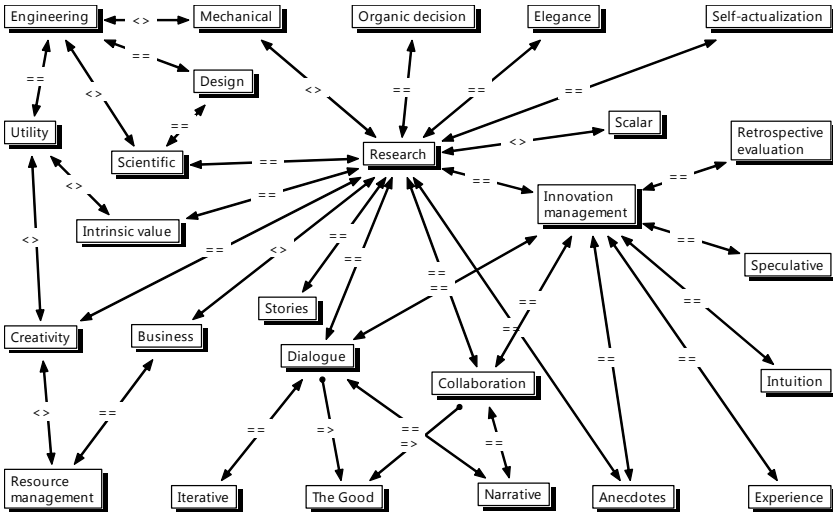 Engineering
<>
Mechanical
Organic decision
Elegance
Self-actualization
==
==
Design
<>
<>
==
==
==
Utility
==
Scientific
==
Research
<>
Scalar
Retrospective
evaluation
<>
==
==
==
Innovation
management
Intrinsic value
<>
==
<>
==
==
==
Speculative
==
==
Stories
==
==
==
Creativity
Business
Dialogue
==
==
Collaboration
Intuition
<>
==
==
=>
==
=>
==
Resource
management
Iterative
The Good
Narrative
Anecdotes
Experience